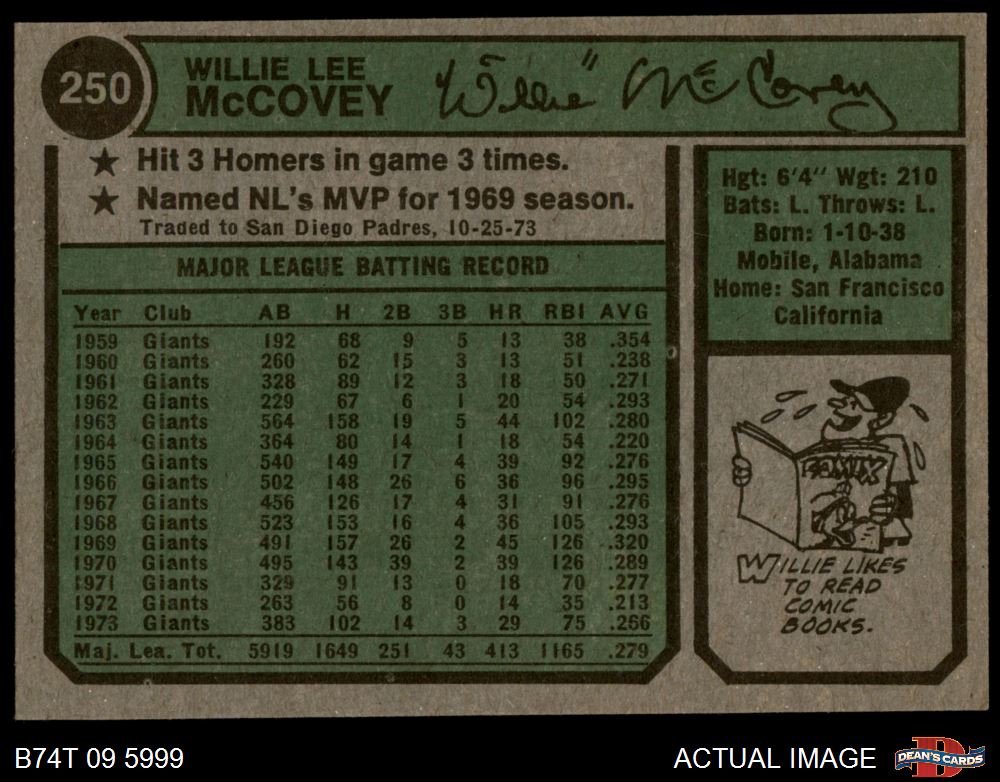 250
WILLIE LEE
McCOVEY
Willie "Mc Covey
★ Hit 3 Homers in game 3 times.
★ Named NL's MVP for 1969 season.
Traded to San Diego Padres, 10-25-73
MAJOR LEAGUE BATTING RECORD
Year Club AB H 2B 3B HR RBI AVG
1959 Giants 192 68 9 5 13 38 .354
1960 Giants 260 62 15 3 13 51 .238
1961 Giants 328 89 12 3 18 50 .271
1962 Giants 229 67 6 1 20 54 .293
1963 Giants 564 158 19 5 44 102 .280
1964 Giants 364 80 14 1 18 54 .220
1965 Giants 540 149 17 4 39 92 .276
1966 Giants 502 148 26 6 36 96 .295
1967 Giants 456 126 17 4 31 91 .276
1968 Giants 523 153 16 4 36 105 .293
1969 Giants 491 157 26 2 45 126 .320
1970 Giants 495 143 39 2 39 126 .289
1971 Giants 329 91 13 0 18 70 .277
1972 Giants 263 56 8 0 14 35 .213
1973 Giants 383 102 14 3 29 75 .266
Maj. Lea. Tot. 5919 1649 251 43 413 1165 .279
Hgt: 6'4" Wgt: 210
Bats: L. Throws: L.
Born: 1-10-38
Mobile, Alabama
Home: San Francisco
California
COMIX
WILLIE LIKES
TO READ
COMIC
BOOKS.
B74T 09 5999
ACTUAL IMAGE
DEAN'S CARDS